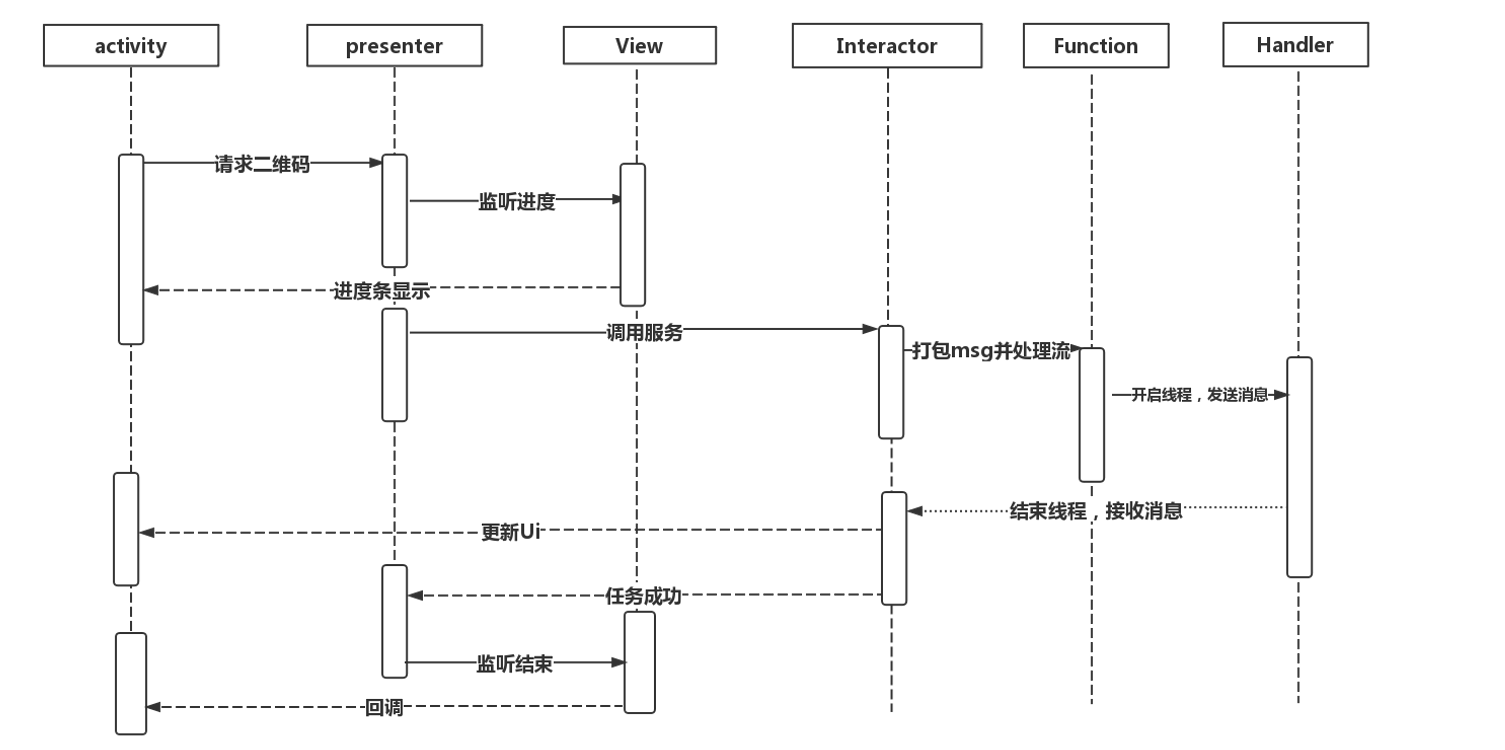 activity
presenter
View
Interactor
Function
Handler
请求二维码
监听进度
进度条显示
调用服务
打包msg并处理流
开启线程，发送消息
结束线程，接收消息
更新Ui
任务成功
监听结束
回调